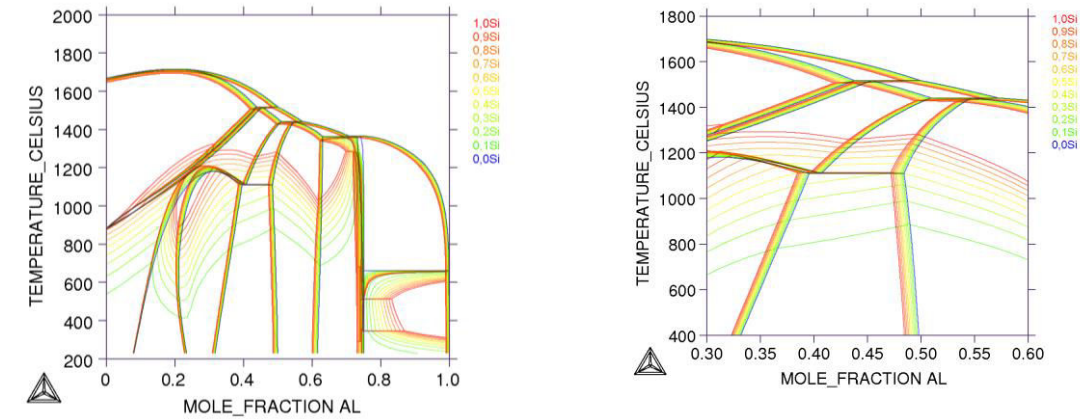 2000
1800
1600
1400
1200
1000
800
600
400
200
TEMPERATURE_CELSIUS
0
0.2
0.4
0.6
0.8
1.0
MOLE_FRACTION AL
1,0Si
0,9Si
0,8Si
0,7Si
0,6Si
0,5Si
0,4Si
0,3Si
0,2Si
0,1Si
0,0Si
1800
1600
1400
1200
1000
800
600
400
TEMPERATURE_CELSIUS
0.30
0.35
0.40
0.45
0.50
0.55
0.60
MOLE_FRACTION AL
1,0Si
0,9Si
0,8Si
0,7Si
0,6Si
0,5Si
0,4Si
0,3Si
0,2Si
0,1Si
0,0Si